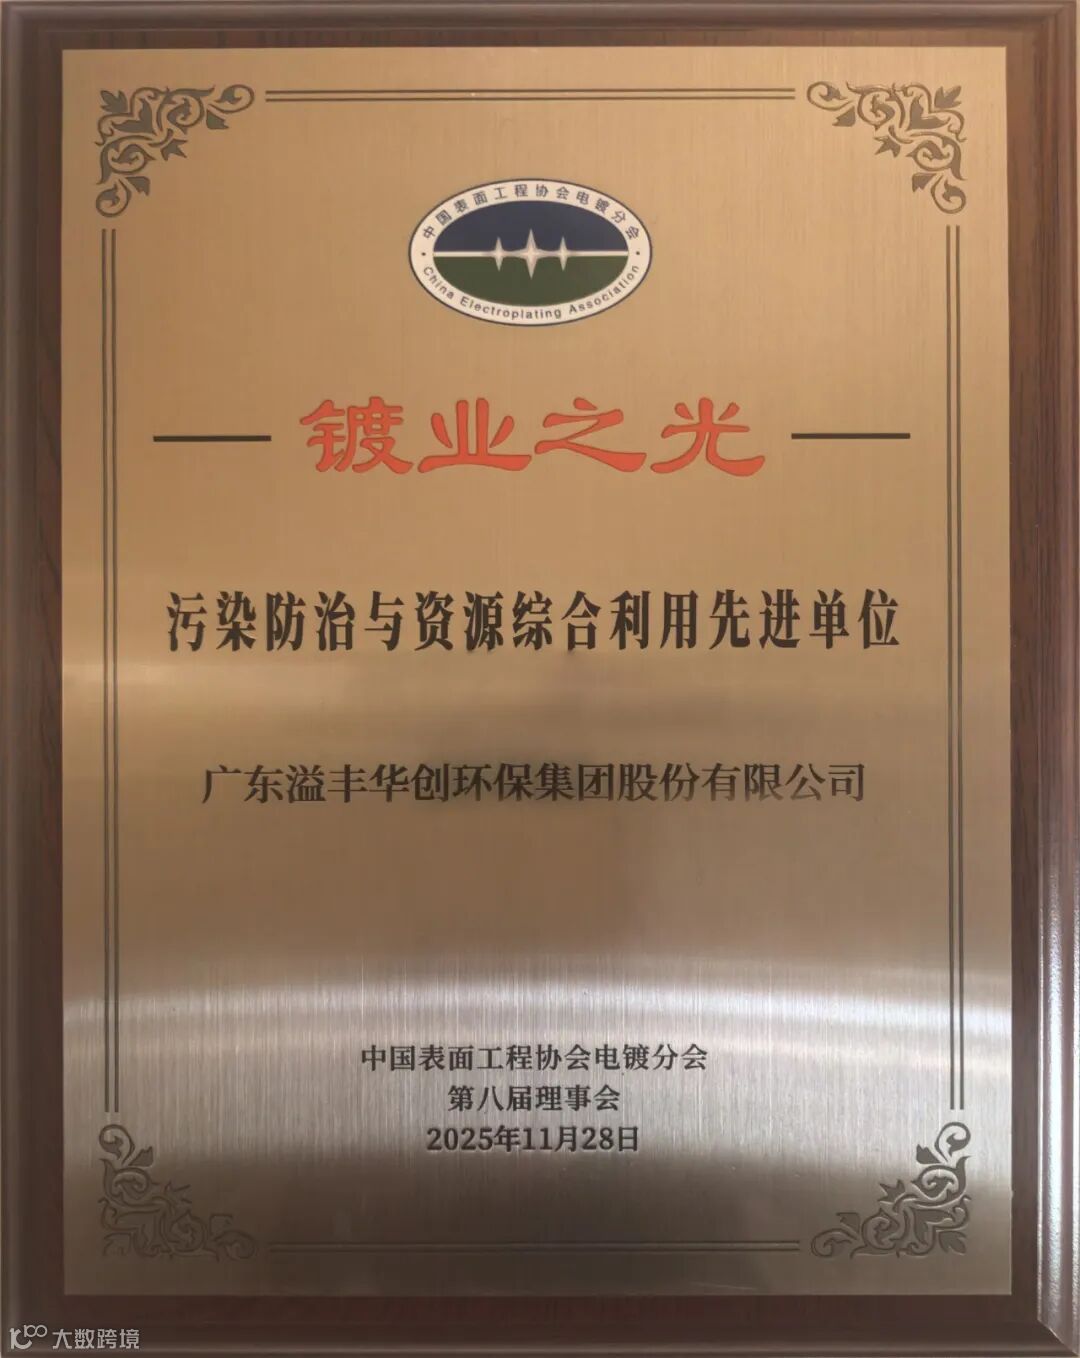 中国表面工程协会电镀分会
China Electroplating Association
镀业之光
污染防治与资源综合利用先进单位
广东溢丰华创环保集团股份有限公司
中国表面工程协会电镀分会
第八届理事会
2025年11月28日
大数跨境